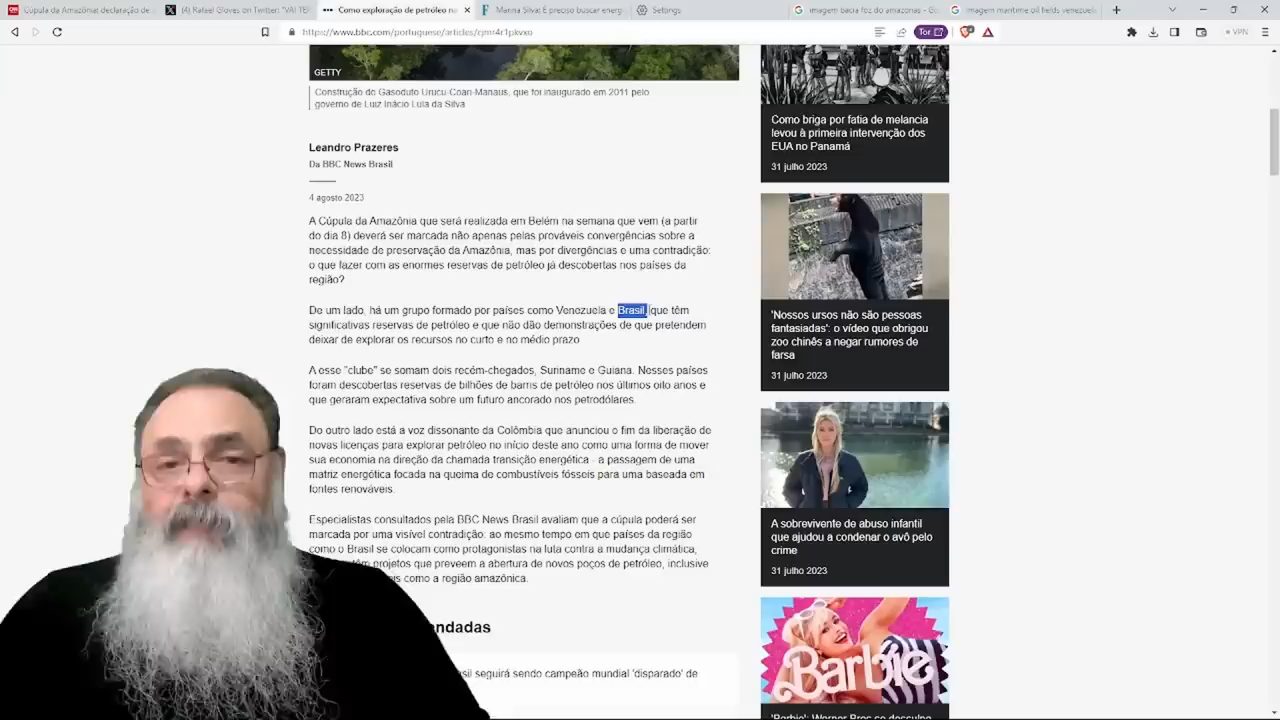 Cúpula da Amazônia: declaração de
(4) Rafael Gloves on Twitter: "VAI TER
Como exploração de petróleo na
Marina Silva: É preciso buscar energ
Settings
imagem bacia foz do amazonas - Go
imagem maritime oil fields venezuela
https://www.bbc.com/portuguese/articles/cjmr4r1pkvxo
Tor
VPN
GETTY
Construção do Gasoduto Urucu-Coari-Manaus, que foi inaugurado em 2011 pelo
governo de Luiz Inácio Lula da Silva
Leandro Prazeres
Da BBC News Brasil
4 agosto 2023
A Cúpula da Amazônia que será realizada em Belém na semana que vem (a partir
do dia 8) deverá ser marcada não apenas pelas prováveis convergências sobre a
necessidade de preservação da Amazônia, mas por divergências e uma contradição:
o que fazer com as enormes reservas de petróleo já descobertas nos países da
região?
De um lado, há um grupo formado por países como Venezuela e Brasil, que têm
significativas reservas de petróleo e que não dão demonstrações de que pretendem
deixar de explorar os recursos no curto e no médio prazo
A esse "clube" se somam dois recém-chegados, Suriname e Guiana. Nesses países
foram descobertas reservas de bilhões de barris de petróleo nos últimos oito anos e
que geraram expectativa sobre um futuro ancorado nos petrodólares.
Do outro lado está a voz dissonante da Colômbia que anunciou o fim da liberação de
novas licenças para explorar petróleo no início deste ano como uma forma de mover
sua economia na direção da chamada transição energética - a passagem de uma
matriz energética focada na queima de combustíveis fósseis para uma baseada em
fontes renováveis.
Especialistas consultados pela BBC News Brasil avaliam que a cúpula poderá ser
marcada por uma visível contradição: ao mesmo tempo em que países da região
como o Brasil se colocam como protagonistas na luta contra a mudança climática,
têm projetos que preveem a abertura de novos poços de petróleo, inclusive
como a região amazônica.
ndadas
sil seguirá sendo campeão mundial 'disparado' de
Como briga por fatia de melancia
levou à primeira intervenção dos
EUA no Panamá
31 julho 2023
'Nossos ursos não são pessoas
fantasiadas': o vídeo que obrigou
zoo chinês a negar rumores de
farsa
31 julho 2023
A sobrevivente de abuso infantil
que ajudou a condenar o avô pelo
crime
31 julho 2023
Barbie
'Barbie': Warner Bros se desculpa